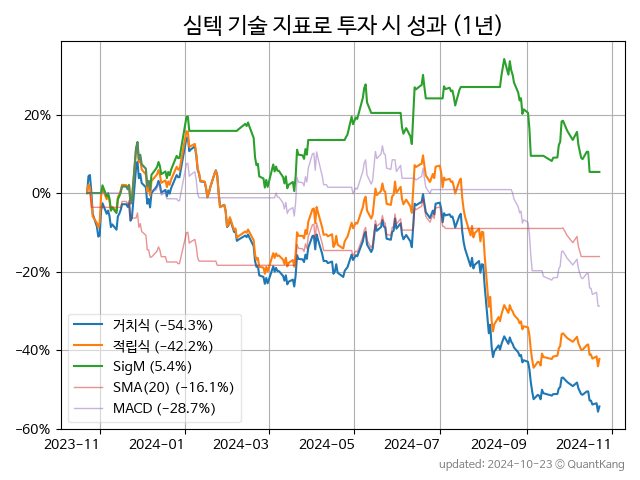 심텍 기술 지표로 투자 시 성과 (1년)
20%
0%
−20%
−40%
−60%
거치식 (−54.3%)
적립식 (−42.2%)
SigM (5.4%)
SMA(20) (−16.1%)
MACD (−28.7%)
2023−11 2024−01 2024−03 2024−05 2024−07 2024−09 2024−11
updated: 2024−10−23 © QuantKang